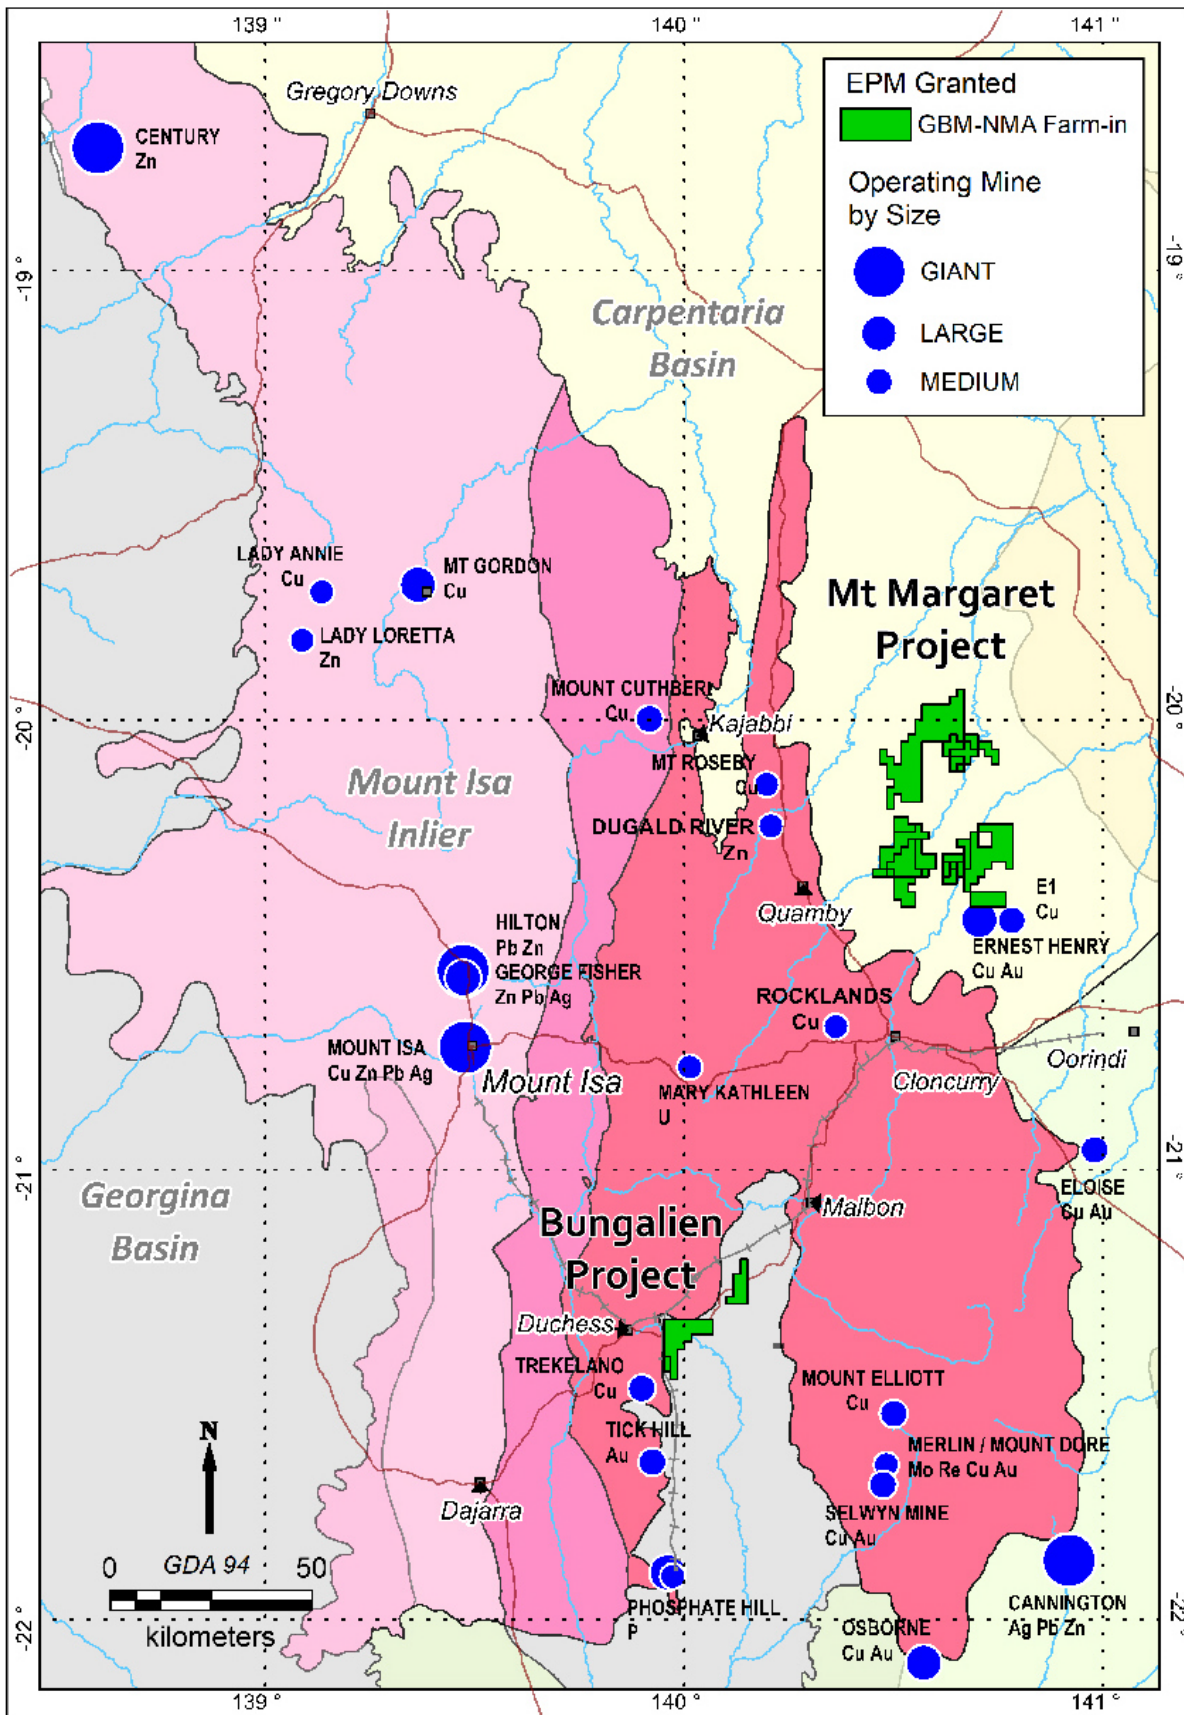 139 °
140 °
141 °
Gregory Downs
CENTURY
Zn
EPM Granted
GBM-NMA Farm-in
Operating Mine
by Size
GIANT
LARGE
MEDIUM
-19 °
-19 °
Carpentaria
Basin
LADY ANNIE
Cu
MT GORDON
Cu
LADY LORETTA
Zn
Mt Margaret
Project
MOUNT CUTHBERT
Cu
-20 °
-20 °
Kajabbi
MT ROSEBY
Cu
Mount Isa
Inlier
DUGALD RIVER
Zn
Quamby
E1
Cu
HILTON
Pb Zn
ERNEST HENRY
Cu Au
GEORGE FISHER
Zn Pb Ag
ROCKLANDS
Cu
MOUNT ISA
Cu Zn Pb Ag
Mount Isa
Oorindi
Cloncurry
MARY KATHLEEN
U
-21 °
-21 °
Georgina
Basin
ELOISE
Cu Au
Bungalien
Project
Malbon
Duchess
TREKELANO
Cu
MOUNT ELLIOTT
Cu
TICK HILL
Au
MERLIN / MOUNT DORE
Mo Re Cu Au
N
Dajarra
SELWYN MINE
Cu Au
0 GDA 94 50
kilometers
PHOSPHATE HILL
P
CANNINGTON
Ag Pb Zn
OSBORNE
Cu Au
-22 °
-22 °
139 °
140 °
141 °